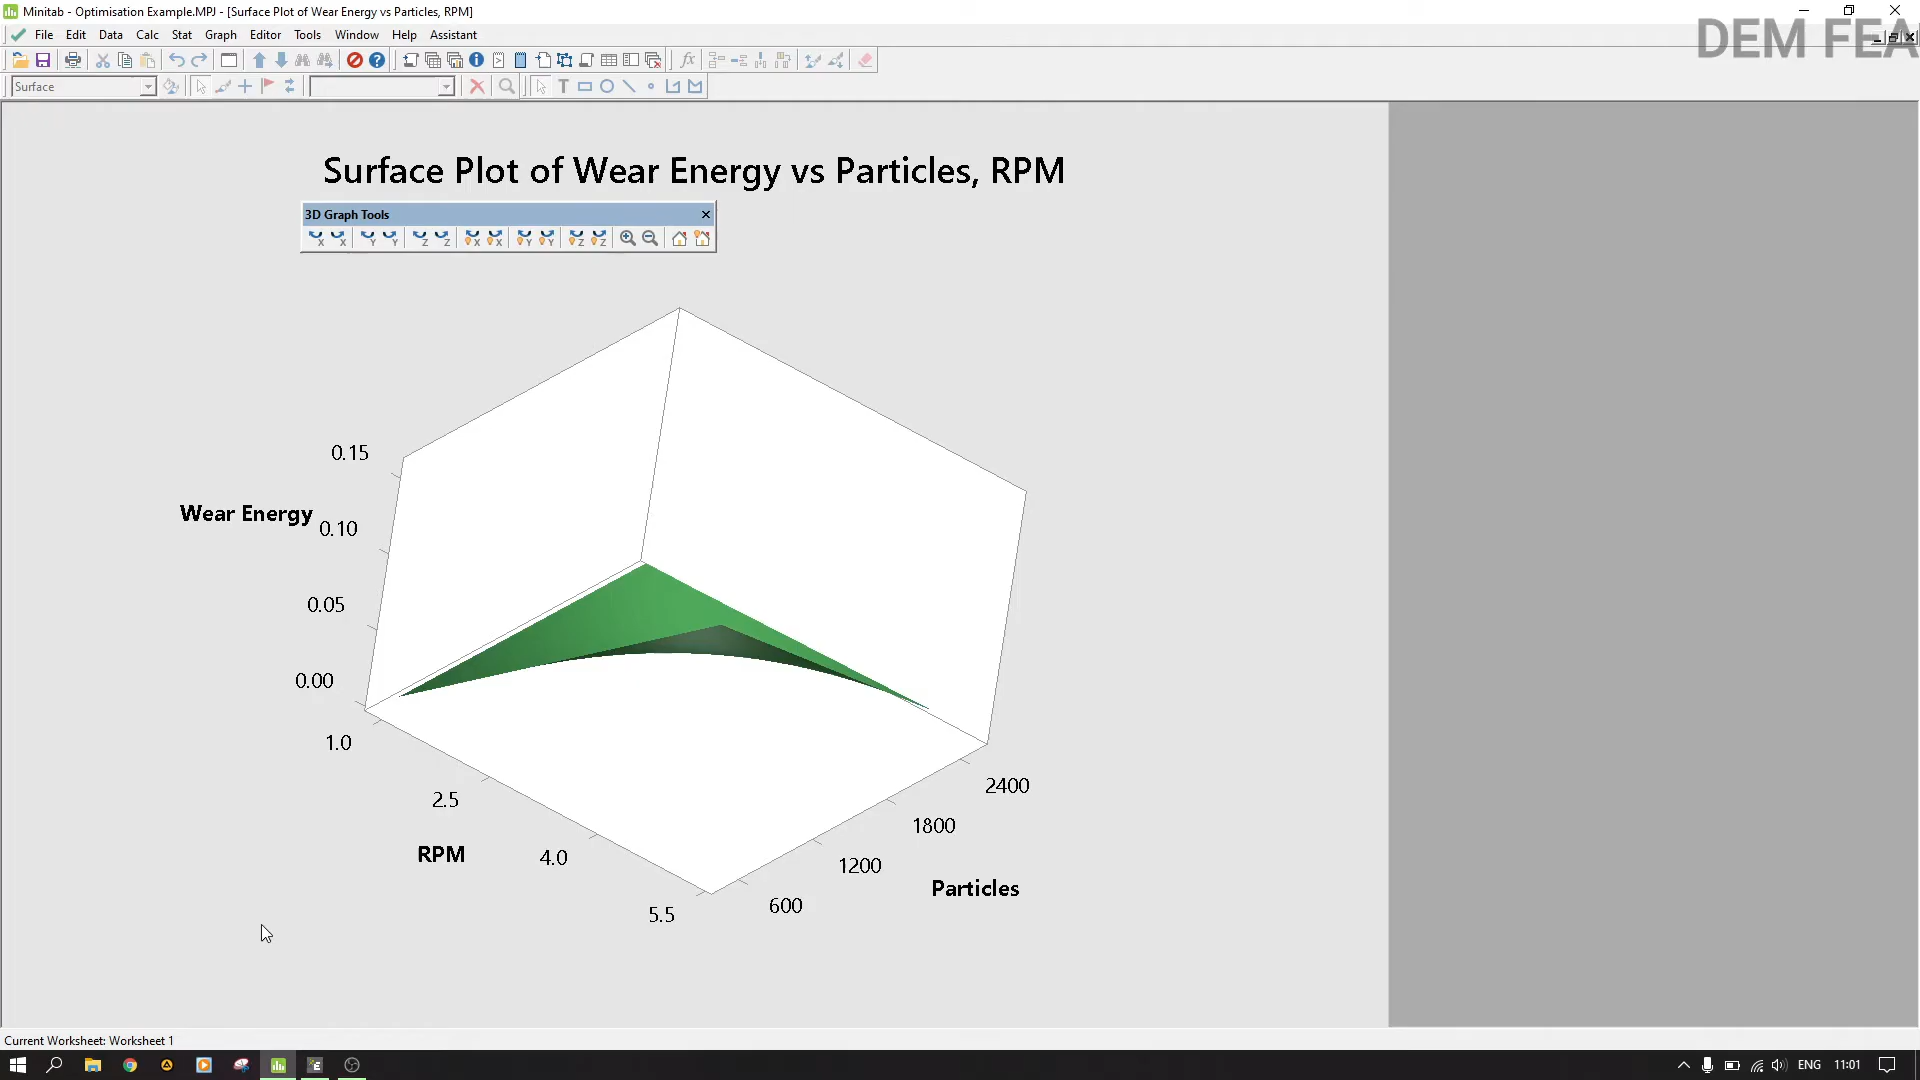 Minitab - Optimisation Example.MPJ - [Surface Plot of Wear Energy vs Particles, RPM]
DEM FEA
File Edit Data Calc Stat Graph Editor Tools Window Help Assistant
Surface
Surface Plot of Wear Energy vs Particles, RPM
3D Graph Tools
X X Y Y Z Z X X Y Y Z Z
0.15
Wear Energy
0.10
0.05
0.00
1.0
2.5
RPM
4.0
5.5
600
1200
1800
2400
Particles
Current Worksheet: Worksheet 1
ENG 11:01